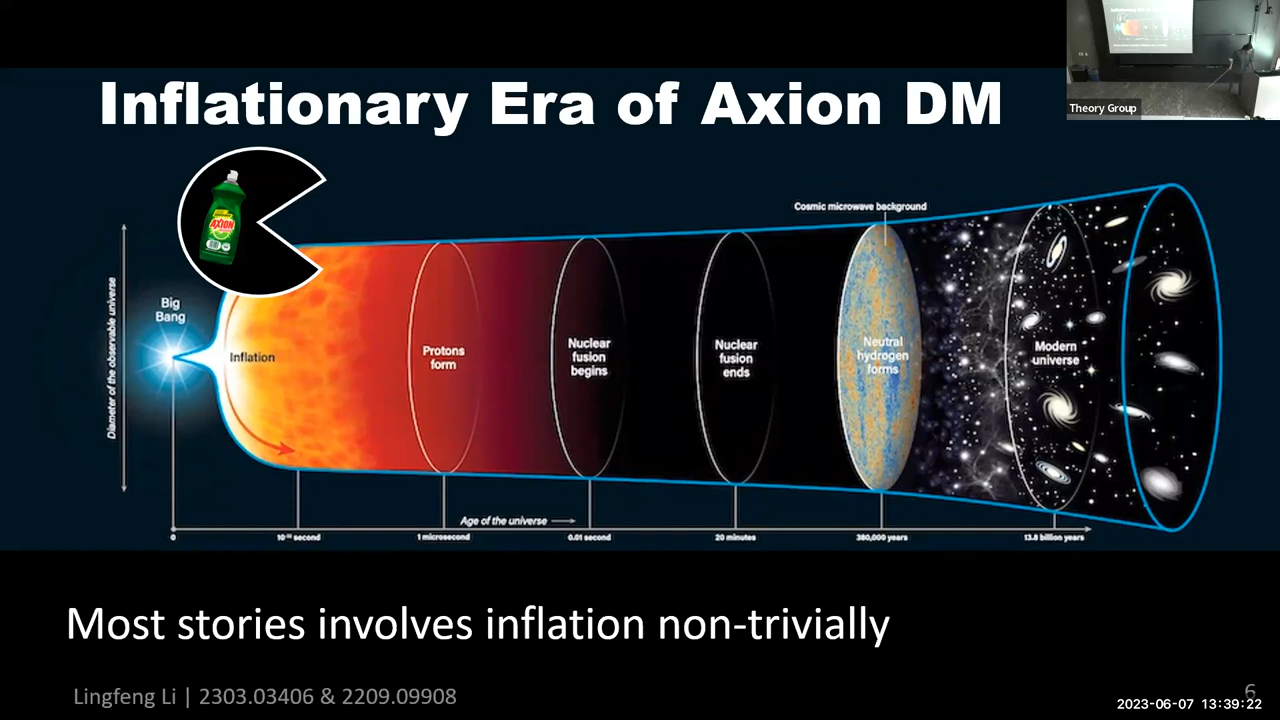 Inflationary Era of Axion DM
Theory Group
AXION
Cosmic microwave background
Diameter of the observable universe
Big
Bang
Inflation
Protons
form
Nuclear
fusion
begins
Nuclear
fusion
ends
Neutral
hydrogen
forms
Modern
universe
Age of the universe
0
second
1 microsecond
0.01 second
20 minutes
380,000 years
13.8 billion years
Most stories involves inflation non-trivially
Lingfeng Li | 2303.03406 & 2209.09908
6
2023-06-07 13:39:22